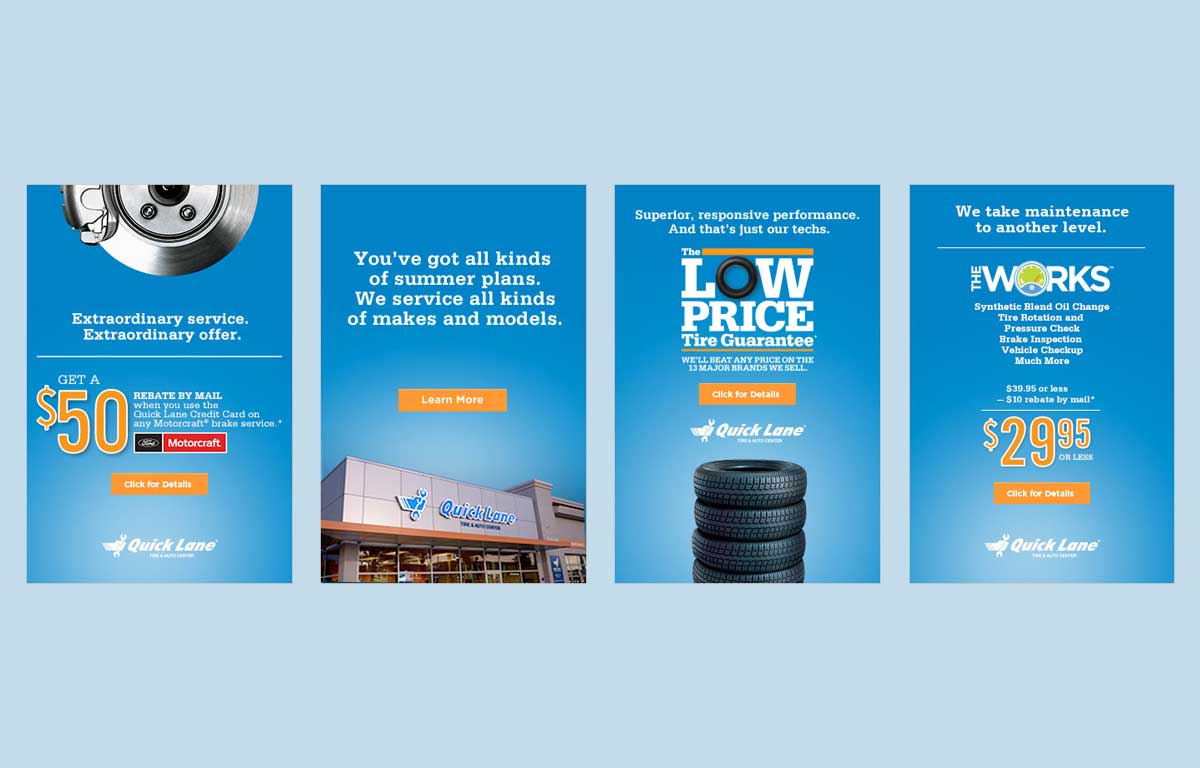 Extraordinary service.
Extraordinary offer.
GET A
$50
REBATE BY MAIL
when you use the
Quick Lane Credit Card on
any Motorcraft® brake service.*
Ford
Motorcraft
Click for Details
Quick Lane®
TIRE & AUTO CENTER
You've got all kinds
of summer plans.
We service all kinds
of makes and models.
Learn More
Quick Lane
TIRE & AUTO CENTER
Superior, responsive performance.
And that's just our techs.
The
LOW
PRICE
Tire Guarantee*
WE'LL BEAT ANY PRICE ON THE
13 MAJOR BRANDS WE SELL.
Click for Details
Quick Lane®
TIRE & AUTO CENTER
We take maintenance
to another level.
THE WORKS™
Synthetic Blend Oil Change
Tire Rotation and
Pressure Check
Brake Inspection
Vehicle Checkup
Much More
$39.95 or less
— $10 rebate by mail*
$2995
OR LESS
Click for Details
Quick Lane®
TIRE & AUTO CENTER